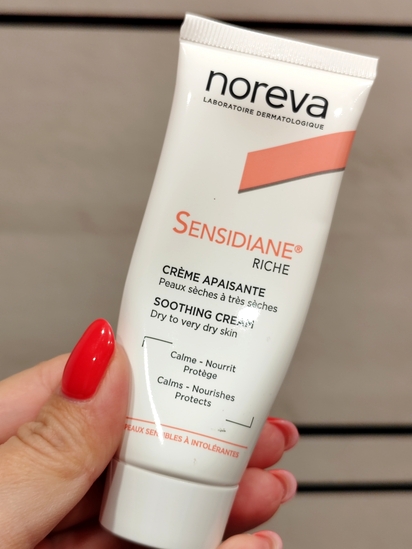 noreva
LABORATOIRE DERMATOLOGIQUE
SENSIDIANE®
RICHE
CRÈME APAISANTE
Peaux sèches à très sèches
SOOTHING CREAM
Dry to very dry skin
Calme - Nourrit
Protège
Calms - Nourishes
Protects
PEAUX SENSIBLES À INTOLÉRANTES